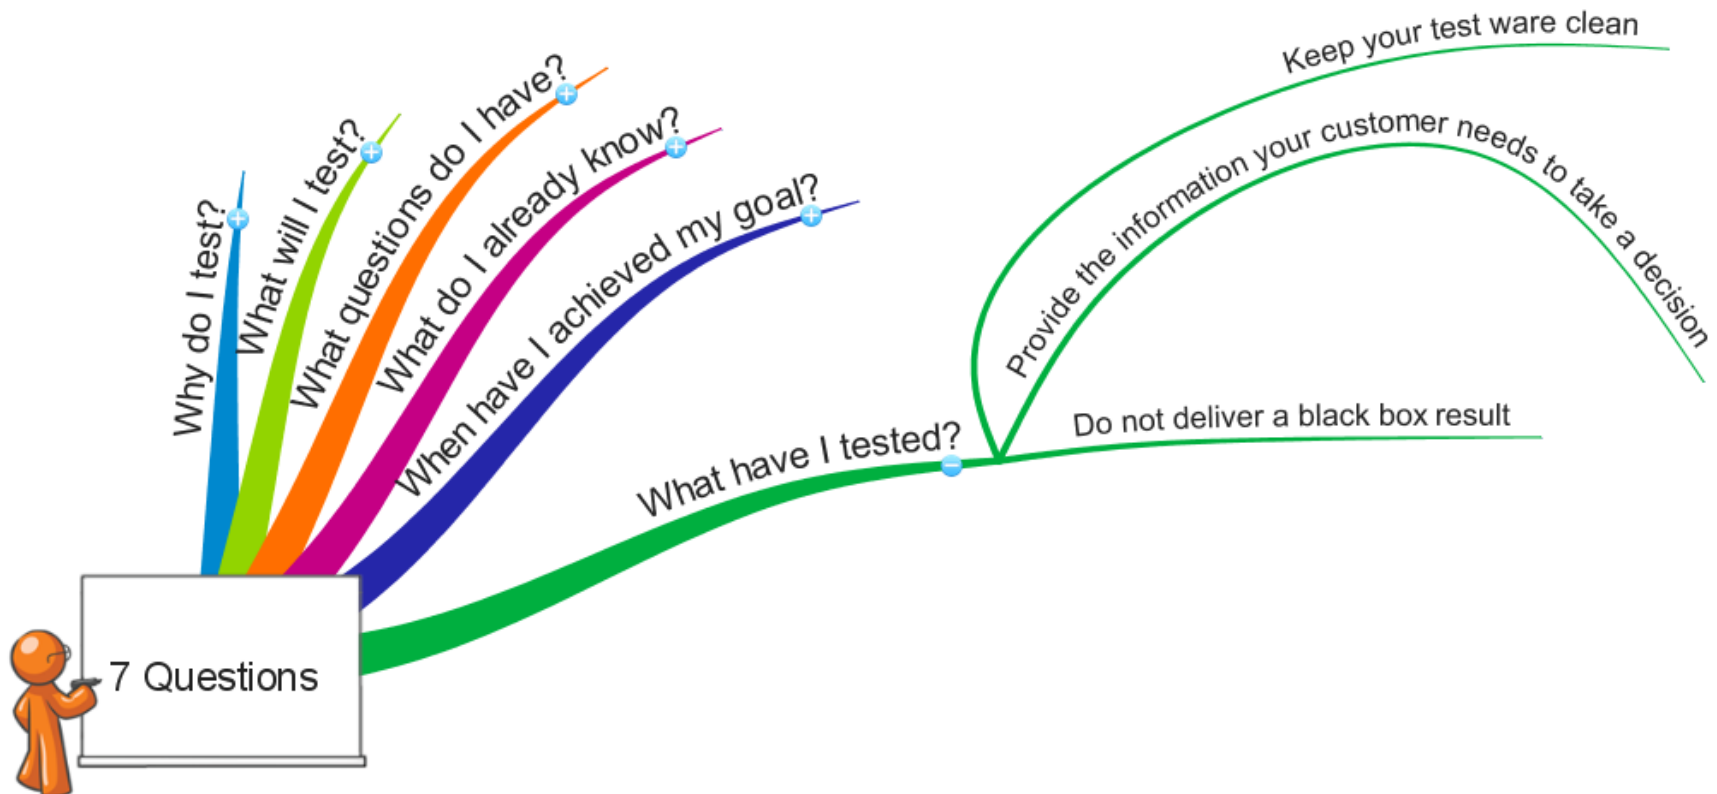 7 Questions
Why do I test?
What will I test?
What questions do I have?
What do I already know?
When have I achieved my goal?
What have I tested?
Keep your test ware clean
Provide the information your customer needs to take a decision
Do not deliver a black box result